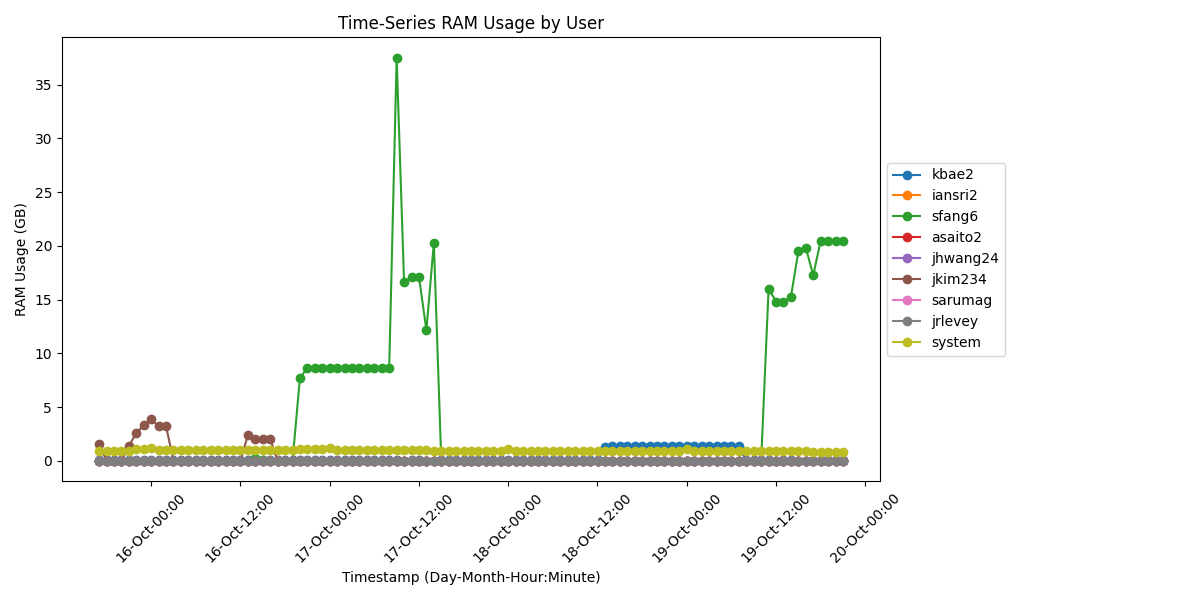 Time-Series RAM Usage by User
RAM Usage (GB)
35
30
25
20
15
10
5
0
16-Oct-00:00
16-Oct-12:00
17-Oct-00:00
17-Oct-12:00
18-Oct-00:00
18-Oct-12:00
19-Oct-00:00
19-Oct-12:00
20-Oct-00:00
Timestamp (Day-Month-Hour:Minute)
kbae2
iansri2
sfang6
asaito2
jhwang24
jkim234
sarumag
jrlevey
system